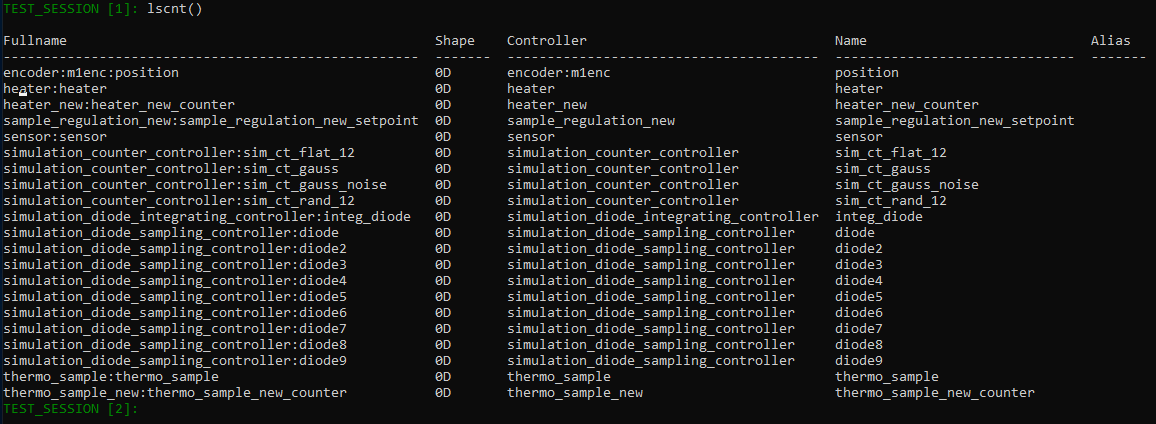 TEST_SESSION [1]: lscnt()
Fullname Shape Controller Name Alias
---------------------------------------------------- ------- --------------------------------------- ------------------------------ -------
encoder:m1enc:position 0D encoder:m1enc position
heater:heater 0D heater heater
heater_new:heater_new_counter 0D heater_new heater_new_counter
sample_regulation_new:sample_regulation_new_setpoint 0D sample_regulation_new sample_regulation_new_setpoint
sensor:sensor 0D sensor sensor
simulation_counter_controller:sim_ct_flat_12 0D simulation_counter_controller sim_ct_flat_12
simulation_counter_controller:sim_ct_gauss 0D simulation_counter_controller sim_ct_gauss
simulation_counter_controller:sim_ct_gauss_noise 0D simulation_counter_controller sim_ct_gauss_noise
simulation_counter_controller:sim_ct_rand_12 0D simulation_counter_controller sim_ct_rand_12
simulation_diode_integrating_controller:integ_diode 0D simulation_diode_integrating_controller integ_diode
simulation_diode_sampling_controller:diode 0D simulation_diode_sampling_controller diode
simulation_diode_sampling_controller:diode2 0D simulation_diode_sampling_controller diode2
simulation_diode_sampling_controller:diode3 0D simulation_diode_sampling_controller diode3
simulation_diode_sampling_controller:diode4 0D simulation_diode_sampling_controller diode4
simulation_diode_sampling_controller:diode5 0D simulation_diode_sampling_controller diode5
simulation_diode_sampling_controller:diode6 0D simulation_diode_sampling_controller diode6
simulation_diode_sampling_controller:diode7 0D simulation_diode_sampling_controller diode7
simulation_diode_sampling_controller:diode8 0D simulation_diode_sampling_controller diode8
simulation_diode_sampling_controller:diode9 0D simulation_diode_sampling_controller diode9
thermo_sample:thermo_sample 0D thermo_sample thermo_sample
thermo_sample_new:thermo_sample_new_counter 0D thermo_sample_new thermo_sample_new_counter
TEST_SESSION [2]: